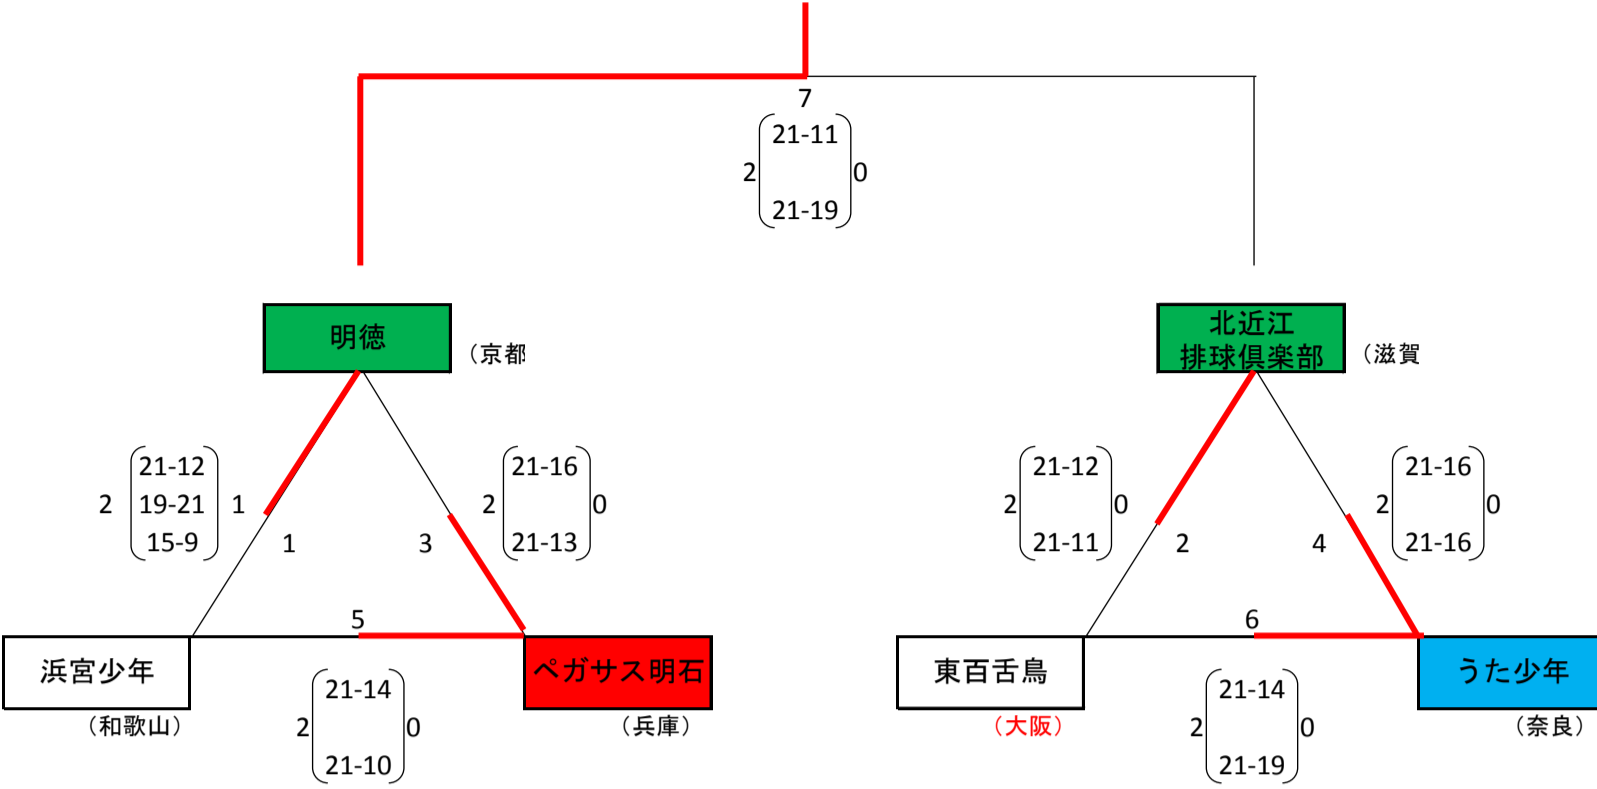 7
21-11
2 0
21-19
明徳
（京都
北近江
排球倶楽部
（滋賀
21-12
2 19-21 1
15-9
1
21-16
2 0
21-13
3
21-12
2 0
21-11
2
21-16
2 0
21-16
4
5
6
浜宮少年
（和歌山）
ペガサス明石
（兵庫）
21-14
2 0
21-10
東百舌鳥
（大阪）
うた少年
（奈良）
21-14
2 0
21-19